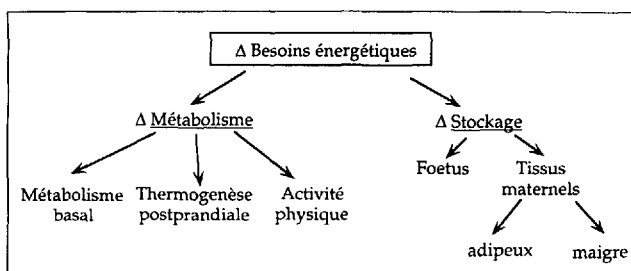 Δ Besoins énergétiques
Δ Métabolisme
Δ Stockage
Métabolisme basal
Thermogenèse postprandiale
Activité physique
Foetus
Tissus maternels
adipeux
maigre